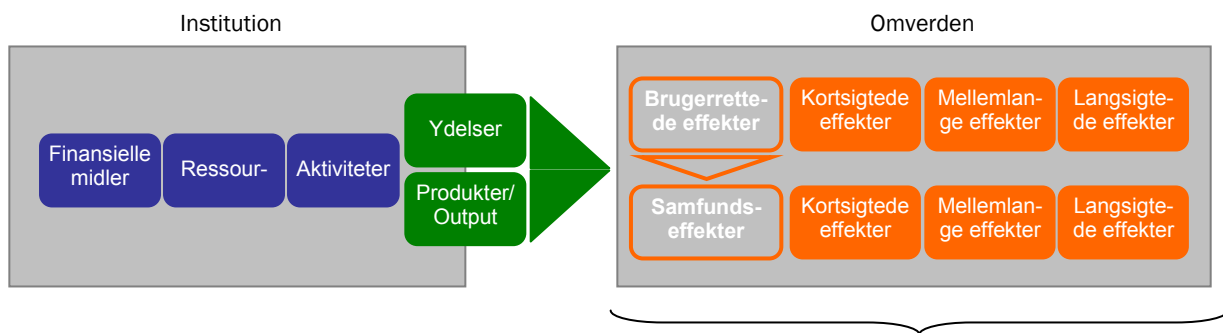 Institution
Omverden
Finansielle
midler
Ressour-
Aktiviteter
Ydelser
Produkter/
Output
Brugerrette-
de effekter
Kortsigtede
effekter
Mellemlan-
ge effekter
Langsigte-
de effekter
Samfunds-
effekter
Kortsigtede
effekter
Mellemlan-
ge effekter
Langsigte-
de effekter